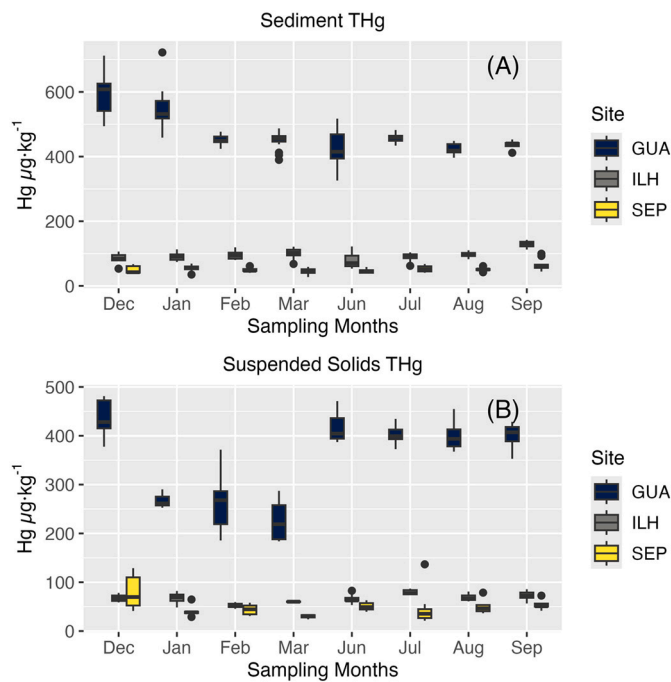 Sediment THg
(A)
Hg µg·kg⁻¹
600
400
200
0
Dec Jan Feb Mar Jun Jul Aug Sep
Sampling Months
Site
GUA
ILH
SEP
Suspended Solids THg
(B)
Hg µg·kg⁻¹
500
400
300
200
100
0
Dec Jan Feb Mar Jun Jul Aug Sep
Sampling Months
Site
GUA
ILH
SEP